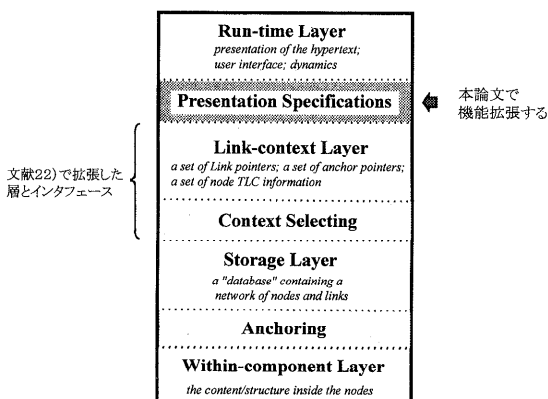 Run-time Layer
presentation of the hypertext;
user interface; dynamics
Presentation Specifications
本論文で
機能拡張する
Link-context Layer
a set of Link pointers; a set of anchor pointers;
a set of node TLC information
文献22)で拡張した
層とインタフェース
Context Selecting
Storage Layer
a "database" containing a
network of nodes and links
Anchoring
Within-component Layer
the content/structure inside the nodes